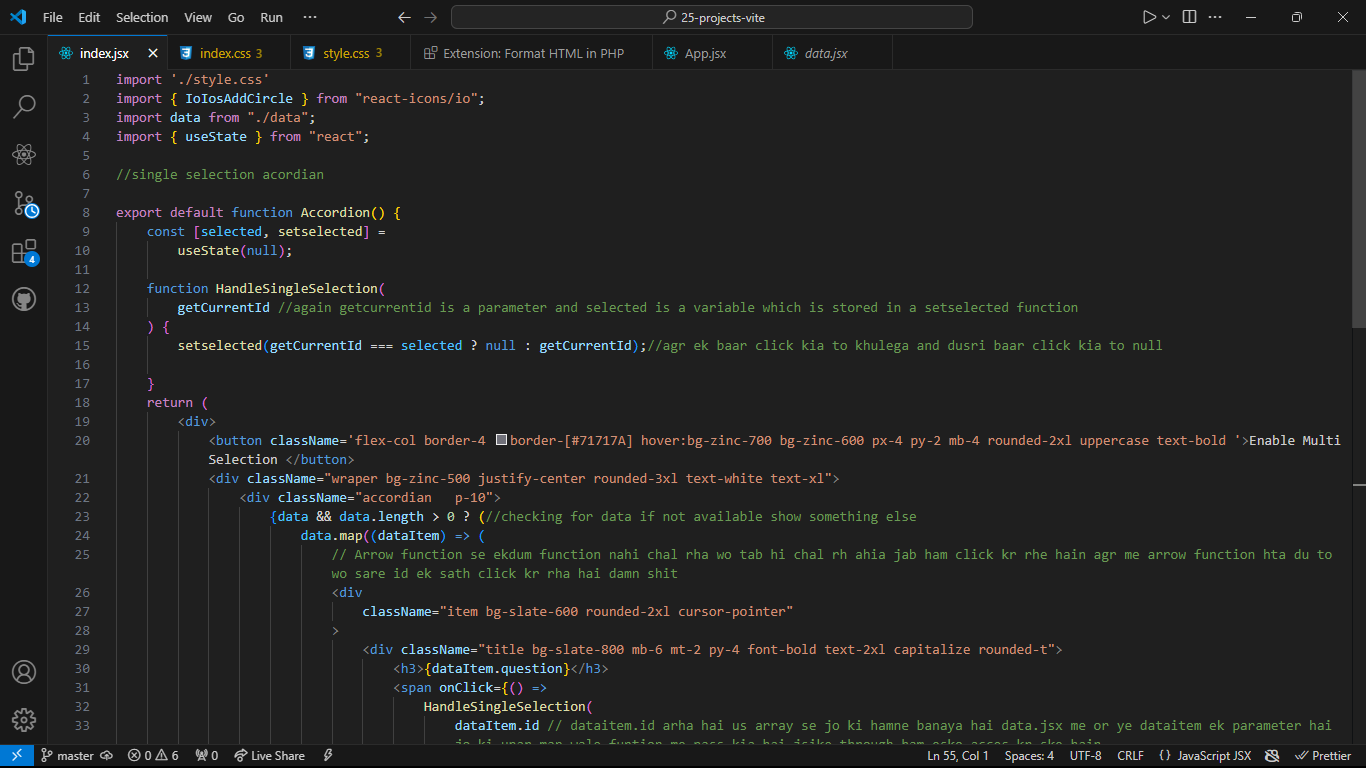 File Edit Selection View Go Run ··· 25-projects-vite
index.jsx index.css 3 style.css 3 Extension: Format HTML in PHP App.jsx data.jsx
1 import './style.css'
2 import { IoIosAddCircle } from "react-icons/io";
3 import data from "./data";
4 import { useState } from "react";
5
6 //single selection acordian
7
8 export default function Accordion() {
9 const [selected, setselected] =
10 useState(null);
11
12 function HandleSingleSelection(
13 getCurrentId //again getcurrentid is a parameter and selected is a variable which is stored in a setselected function
14 ) {
15 setselected(getCurrentId === selected ? null : getCurrentId);//agr ek baar click kia to khulega and dusri baar click kia to null
16
17 }
18 return (
19 <div>
20 <button className='flex-col border-4 border-[#71717A] hover:bg-zinc-700 bg-zinc-600 px-4 py-2 mb-4 rounded-2xl uppercase text-bold '>Enable Multi
Selection </button>
21 <div className="wraper bg-zinc-500 justify-center rounded-3xl text-white text-xl">
22 <div className="accordian   p-10">
23 {data && data.length > 0 ? (//checking for data if not available show something else
24 data.map((dataItem) => (
25 // Arrow function se ekdum function nahi chal rha wo tab hi chal rh ahia jab ham click kr rhe hain agr me arrow function hta du to
wo sare id ek sath click kr rha hai damn shit
26 <div
27 className="item bg-slate-600 rounded-2xl cursor-pointer"
28 >
29 <div className="title bg-slate-800 mb-6 mt-2 py-4 font-bold text-2xl capitalize rounded-t">
30 <h3>{dataItem.question}</h3>
31 <span onClick={() =>
32 HandleSingleSelection(
33 dataItem.id // dataitem.id arha hai us array se jo ki hamne banaya hai data.jsx me or ye dataitem ek parameter hai
4
master 0 6 0 Live Share Ln 55, Col 1 Spaces: 4 UTF-8 CRLF {} JavaScript JSX Prettier